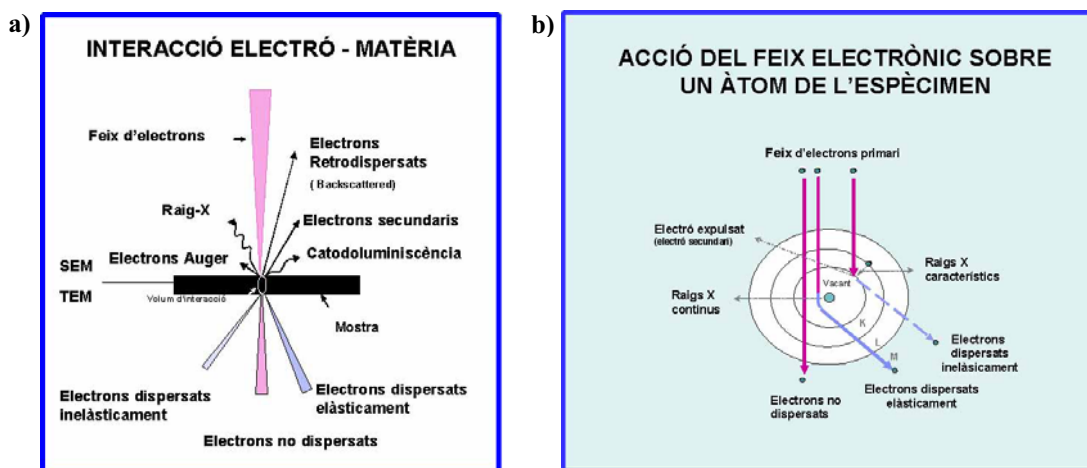 a)
INTERACCIÓ ELECTRÓ - MATÈRIA
Feix d'electrons
Electrons
Retrodispersats
( Backscattered)
Raig-X
Electrons secundaris
Electrons Auger
Catodoluminiscència
SEM
TEM
Volum d'interacció
Mostra
Electrons dispersats
inelàsticament
Electrons dispersats
elàsticament
Electrons no dispersats
b)
ACCIÓ DEL FEIX ELECTRÒNIC SOBRE
UN ÀTOM DE L'ESPÈCIMEN
Feix d'electrons primari
Electró expulsat
(electró secundari)
Raigs X
característics
Vacant
Raigs X
continus
K
L
M
Electrons
dispersats
inelàsicament
Electrons no
dispersats
Electrons dispersats
elàsticament